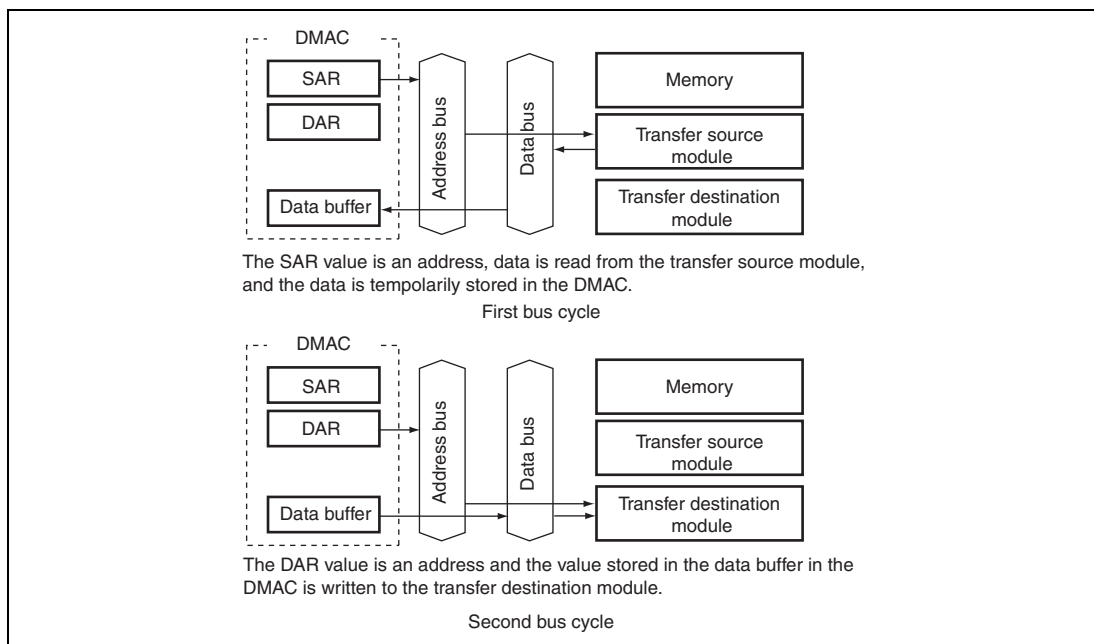 DMAC
SAR
DAR
Data buffer
Address bus
Data bus
Memory
Transfer source
module
Transfer destination
module
The SAR value is an address, data is read from the transfer source module,
and the data is tempolarily stored in the DMAC.
First bus cycle
DMAC
SAR
DAR
Data buffer
Address bus
Data bus
Memory
Transfer source
module
Transfer destination
module
The DAR value is an address and the value stored in the data buffer in the
DMAC is written to the transfer destination module.
Second bus cycle